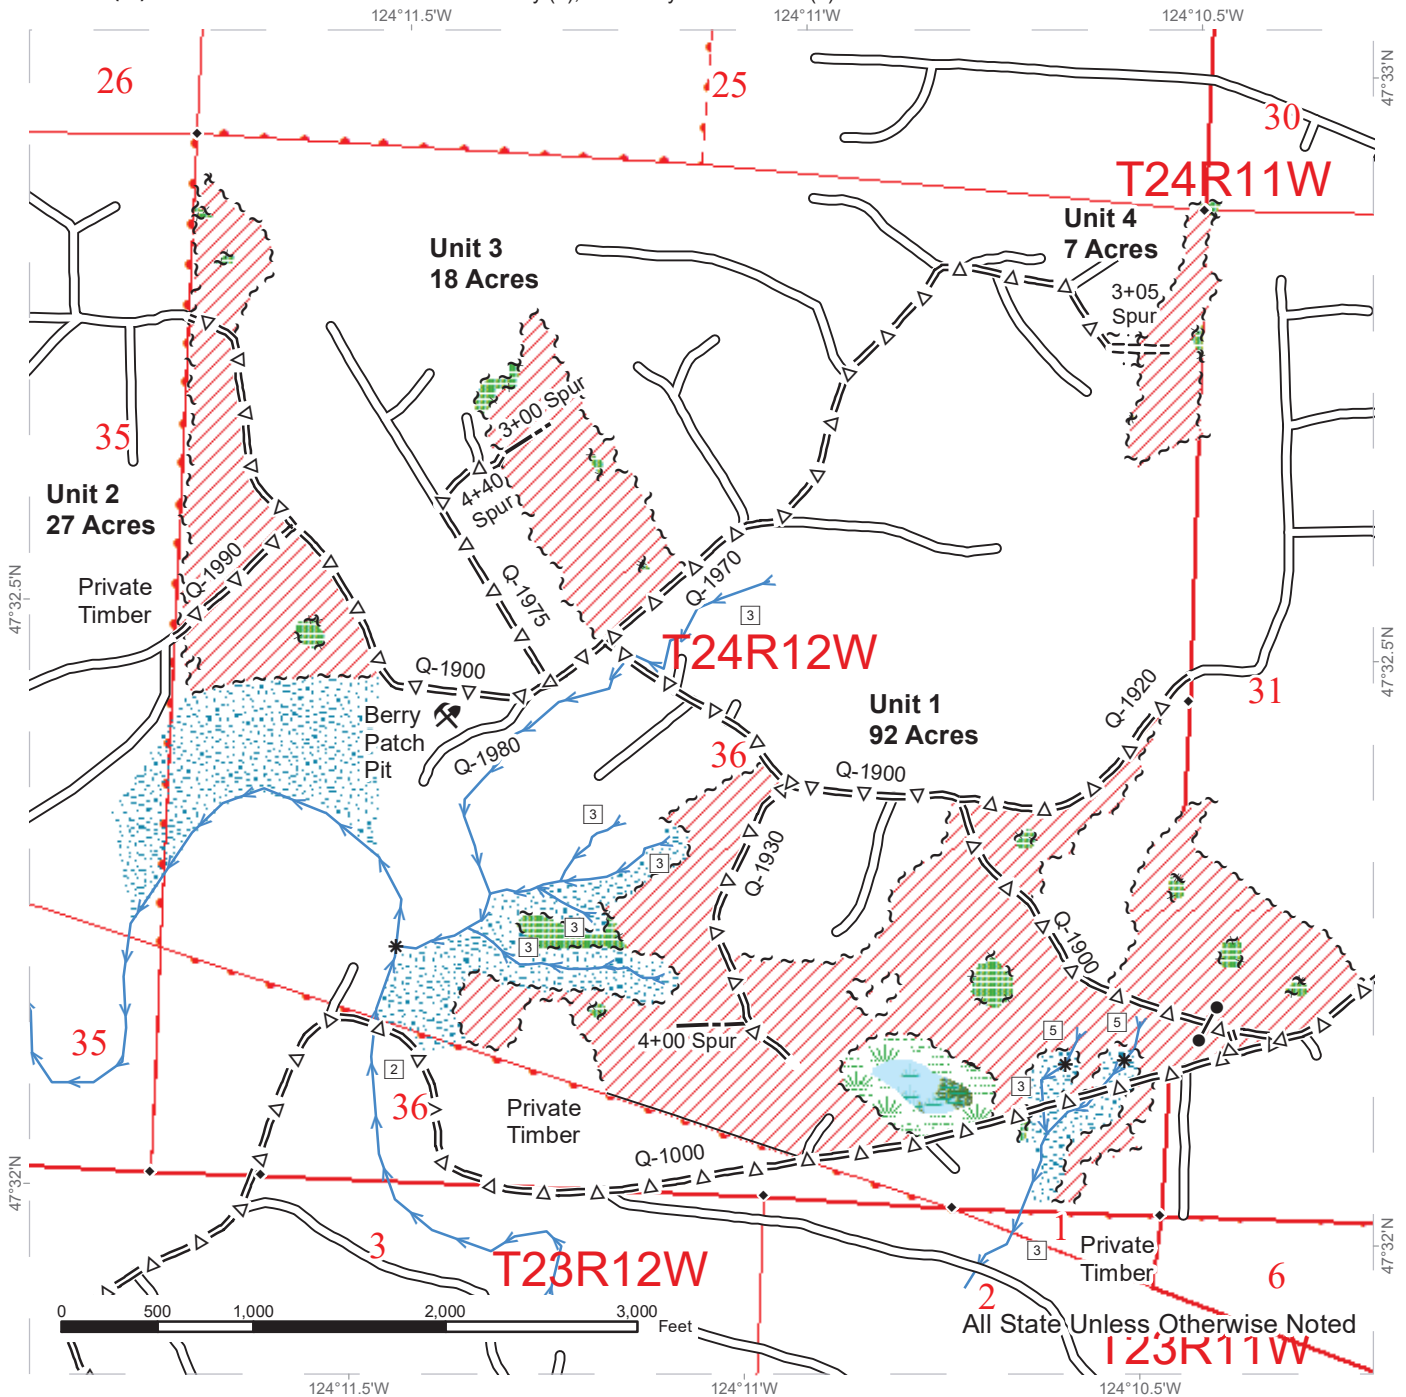 124°11.5'W
124°11'W
124°10.5'W
47°33'N
26
25
30
T24R11W
Unit 4
7 Acres
Unit 3
18 Acres
3+05
Spur
3+00 Spur
35
4+40
Spur
Unit 2
27 Acres
Q-1990
Q-1970
Q-1975
47°32.5'N
Private
Timber
3
T24R12W
47°32.5'N
Q-1900
31
Q-1920
Unit 1
92 Acres
Berry
Patch
Pit
36
Q-1980
Q-1900
3
Q-1930
3
3
3
Q-1900
4+00 Spur
5
5
35
2
3
36
Private
Timber
Q-1000
47°32'N
3
T23R12W
1
3
Private
Timber
47°32'N
6
2
0
500
1,000
2,000
3,000
Feet
All State Unless Otherwise Noted
T23R11W
124°11.5'W
124°11'W
124°10.5'W